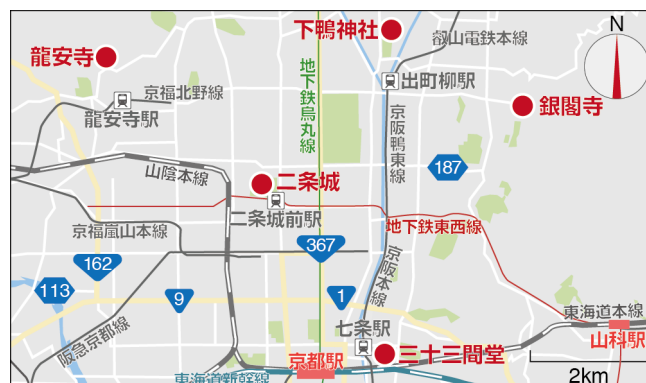 下鴨神社
N
叡山電鉄本線
龍安寺
地下鉄烏丸線
出町柳駅
京福北野線
銀閣寺
龍安寺駅
京阪鴨東線
山陰本線
187
二条城
二条城前駅
地下鉄東西線
京福嵐山本線
367
京阪本線
162
113
9
1
東海道本線
七条駅
山科駅
阪急京都線
三十三間堂
京都駅
東海道新幹線
2km